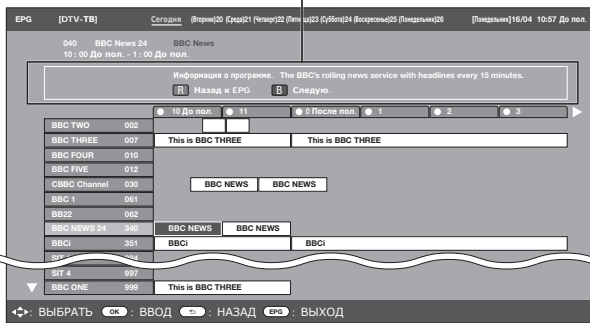 EPG [DTV-TB] Сегодня (Вторник)20 (Среда)21 (Четверг)22 (Пятница)23 (Суббота)24 (Воскресенье)25 (Понедельник)26 [Понедельник]16/04 10:57 До пол.
040 BBC News 24 BBC News
10 : 00 До пол. - 1 : 00 До пол.
Информация о программе. The BBC's rolling news service with headlines every 15 minutes.
R Назад к EPG B Следую.
10 До пол. 11 0 После пол. 1 2 3
BBC TWO 002
BBC THREE 007 This is BBC THREE This is BBC THREE
BBC FOUR 010
BBC FIVE 012
CBBC Channel 030 BBC NEWS BBC NEWS
BBC 1 061
BB22 062
BBC NEWS 24 340 BBC NEWS BBC NEWS
BBCi 351 BBCi BBCi
SIT 4 997
BBC ONE 999 This is BBC THREE
: ВЫБРАТЬ OK : ВВОД : НАЗАД EPG : ВЫХОД